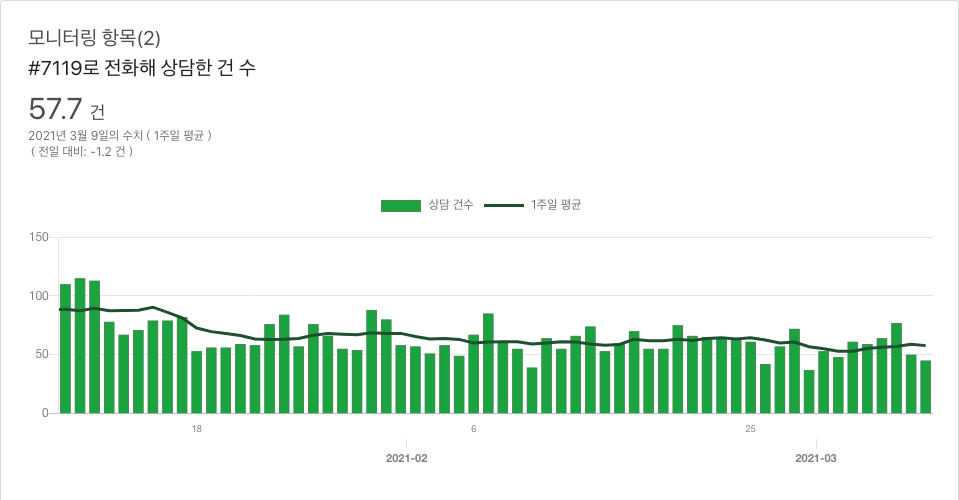 모니터링 항목(2)
#7119로 전화해 상담한 건 수
57.7 건
2021년 3월 9일의 수치 ( 1주일 평균 )
( 전일 대비: -1.2 건 )
상담 건수 1주일 평균
150
100
50
0
18 6 25
2021-02 2021-03